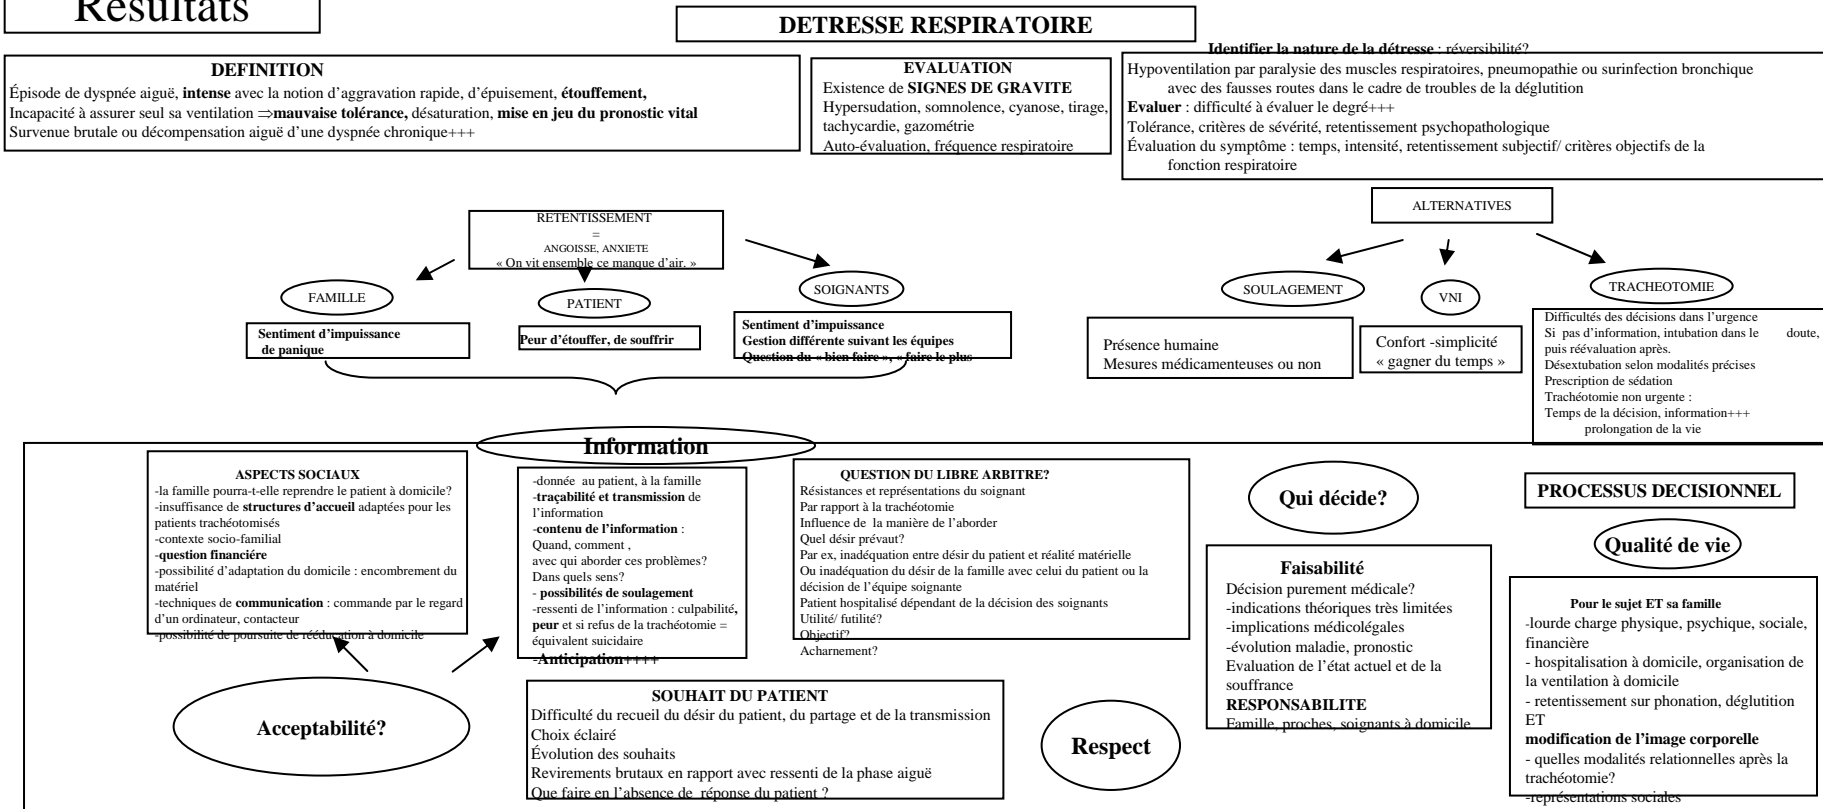 Résultats
DETRESSE RESPIRATOIRE
DEFINITION
Épisode de dyspnée aiguë, intense avec la notion d’aggravation rapide, d’épuisement, étouffement,
Incapacité à assurer seul sa ventilation ⇒mauvaise tolérance, désaturation, mise en jeu du pronostic vital
Survenue brutale ou décompensation aiguë d’une dyspnée chronique+++
EVALUATION
Existence de SIGNES DE GRAVITE
Hypersudation, somnolence, cyanose, tirage,
tachycardie, gazométrie
Auto-évaluation, fréquence respiratoire
Identifier la nature de la détresse : réversibilité?
Hypoventilation par paralysie des muscles respiratoires, pneumopathie ou surinfection bronchique
avec des fausses routes dans le cadre de troubles de la déglutition
Evaluer : difficulté à évaluer le degré+++
Tolérance, critères de sévérité, retentissement psychopathologique
Évaluation du symptôme : temps, intensité, retentissement subjectif/ critères objectifs de la
fonction respiratoire
RETENTISSEMENT
=
ANGOISSE, ANXIETE
« On vit ensemble ce manque d’air. »
FAMILLE
PATIENT
SOIGNANTS
Sentiment d’impuissance
de panique
Peur d’étouffer, de souffrir
Sentiment d’impuissance
Gestion différente suivant les équipes
Question du « bien faire », « faire le plus
ALTERNATIVES
SOULAGEMENT
VNI
TRACHEOTOMIE
Présence humaine
Mesures médicamenteuses ou non
Confort -simplicité
« gagner du temps »
Difficultés des décisions dans l’urgence
Si pas d’information, intubation dans le doute,
puis réévaluation après.
Désextubation selon modalités précises
Prescription de sédation
Trachéotomie non urgente :
Temps de la décision, information+++
prolongation de la vie
Information
ASPECTS SOCIAUX
-la famille pourra-t-elle reprendre le patient à domicile?
-insuffisance de structures d’accueil adaptées pour les
patients trachéotomisés
-contexte socio-familial
-question financiére
-possibilité d’adaptation du domicile : encombrement du
matériel
-techniques de communication : commande par le regard
d’un ordinateur, contacteur
-possibilité de poursuite de rééducation à domicile
-donnée au patient, à la famille
-traçabilité et transmission de
l’information
-contenu de l’information :
Quand, comment ,
avec qui aborder ces problèmes?
Dans quels sens?
- possibilités de soulagement
-ressenti de l’information : culpabilité,
peur et si refus de la trachéotomie =
équivalent suicidaire
-Anticipation++++
QUESTION DU LIBRE ARBITRE?
Résistances et représentations du soignant
Par rapport à la trachéotomie
Influence de la manière de l’aborder
Quel désir prévaut?
Par ex, inadéquation entre désir du patient et réalité matérielle
Ou inadéquation du désir de la famille avec celui du patient ou la
décision de l’équipe soignante
Patient hospitalisé dépendant de la décision des soignants
Utilité/ futilité?
Objectif?
Acharnement?
Qui décide?
PROCESSUS DECISIONNEL
Qualité de vie
Faisabilité
Décision purement médicale?
-indications théoriques très limitées
-implications médicolégales
-évolution maladie, pronostic
Evaluation de l’état actuel et de la
souffrance
RESPONSABILITE
Famille, proches, soignants à domicile
Pour le sujet ET sa famille
-lourde charge physique, psychique, sociale,
financière
- hospitalisation à domicile, organisation de
la ventilation à domicile
- retentissement sur phonation, déglutition
ET
modification de l’image corporelle
- quelles modalités relationnelles après la
trachéotomie?
-représentations sociales
Acceptabilité?
SOUHAIT DU PATIENT
Difficulté du recueil du désir du patient, du partage et de la transmission
Choix éclairé
Évolution des souhaits
Revirements brutaux en rapport avec ressenti de la phase aiguë
Que faire en l’absence de réponse du patient ?
Respect